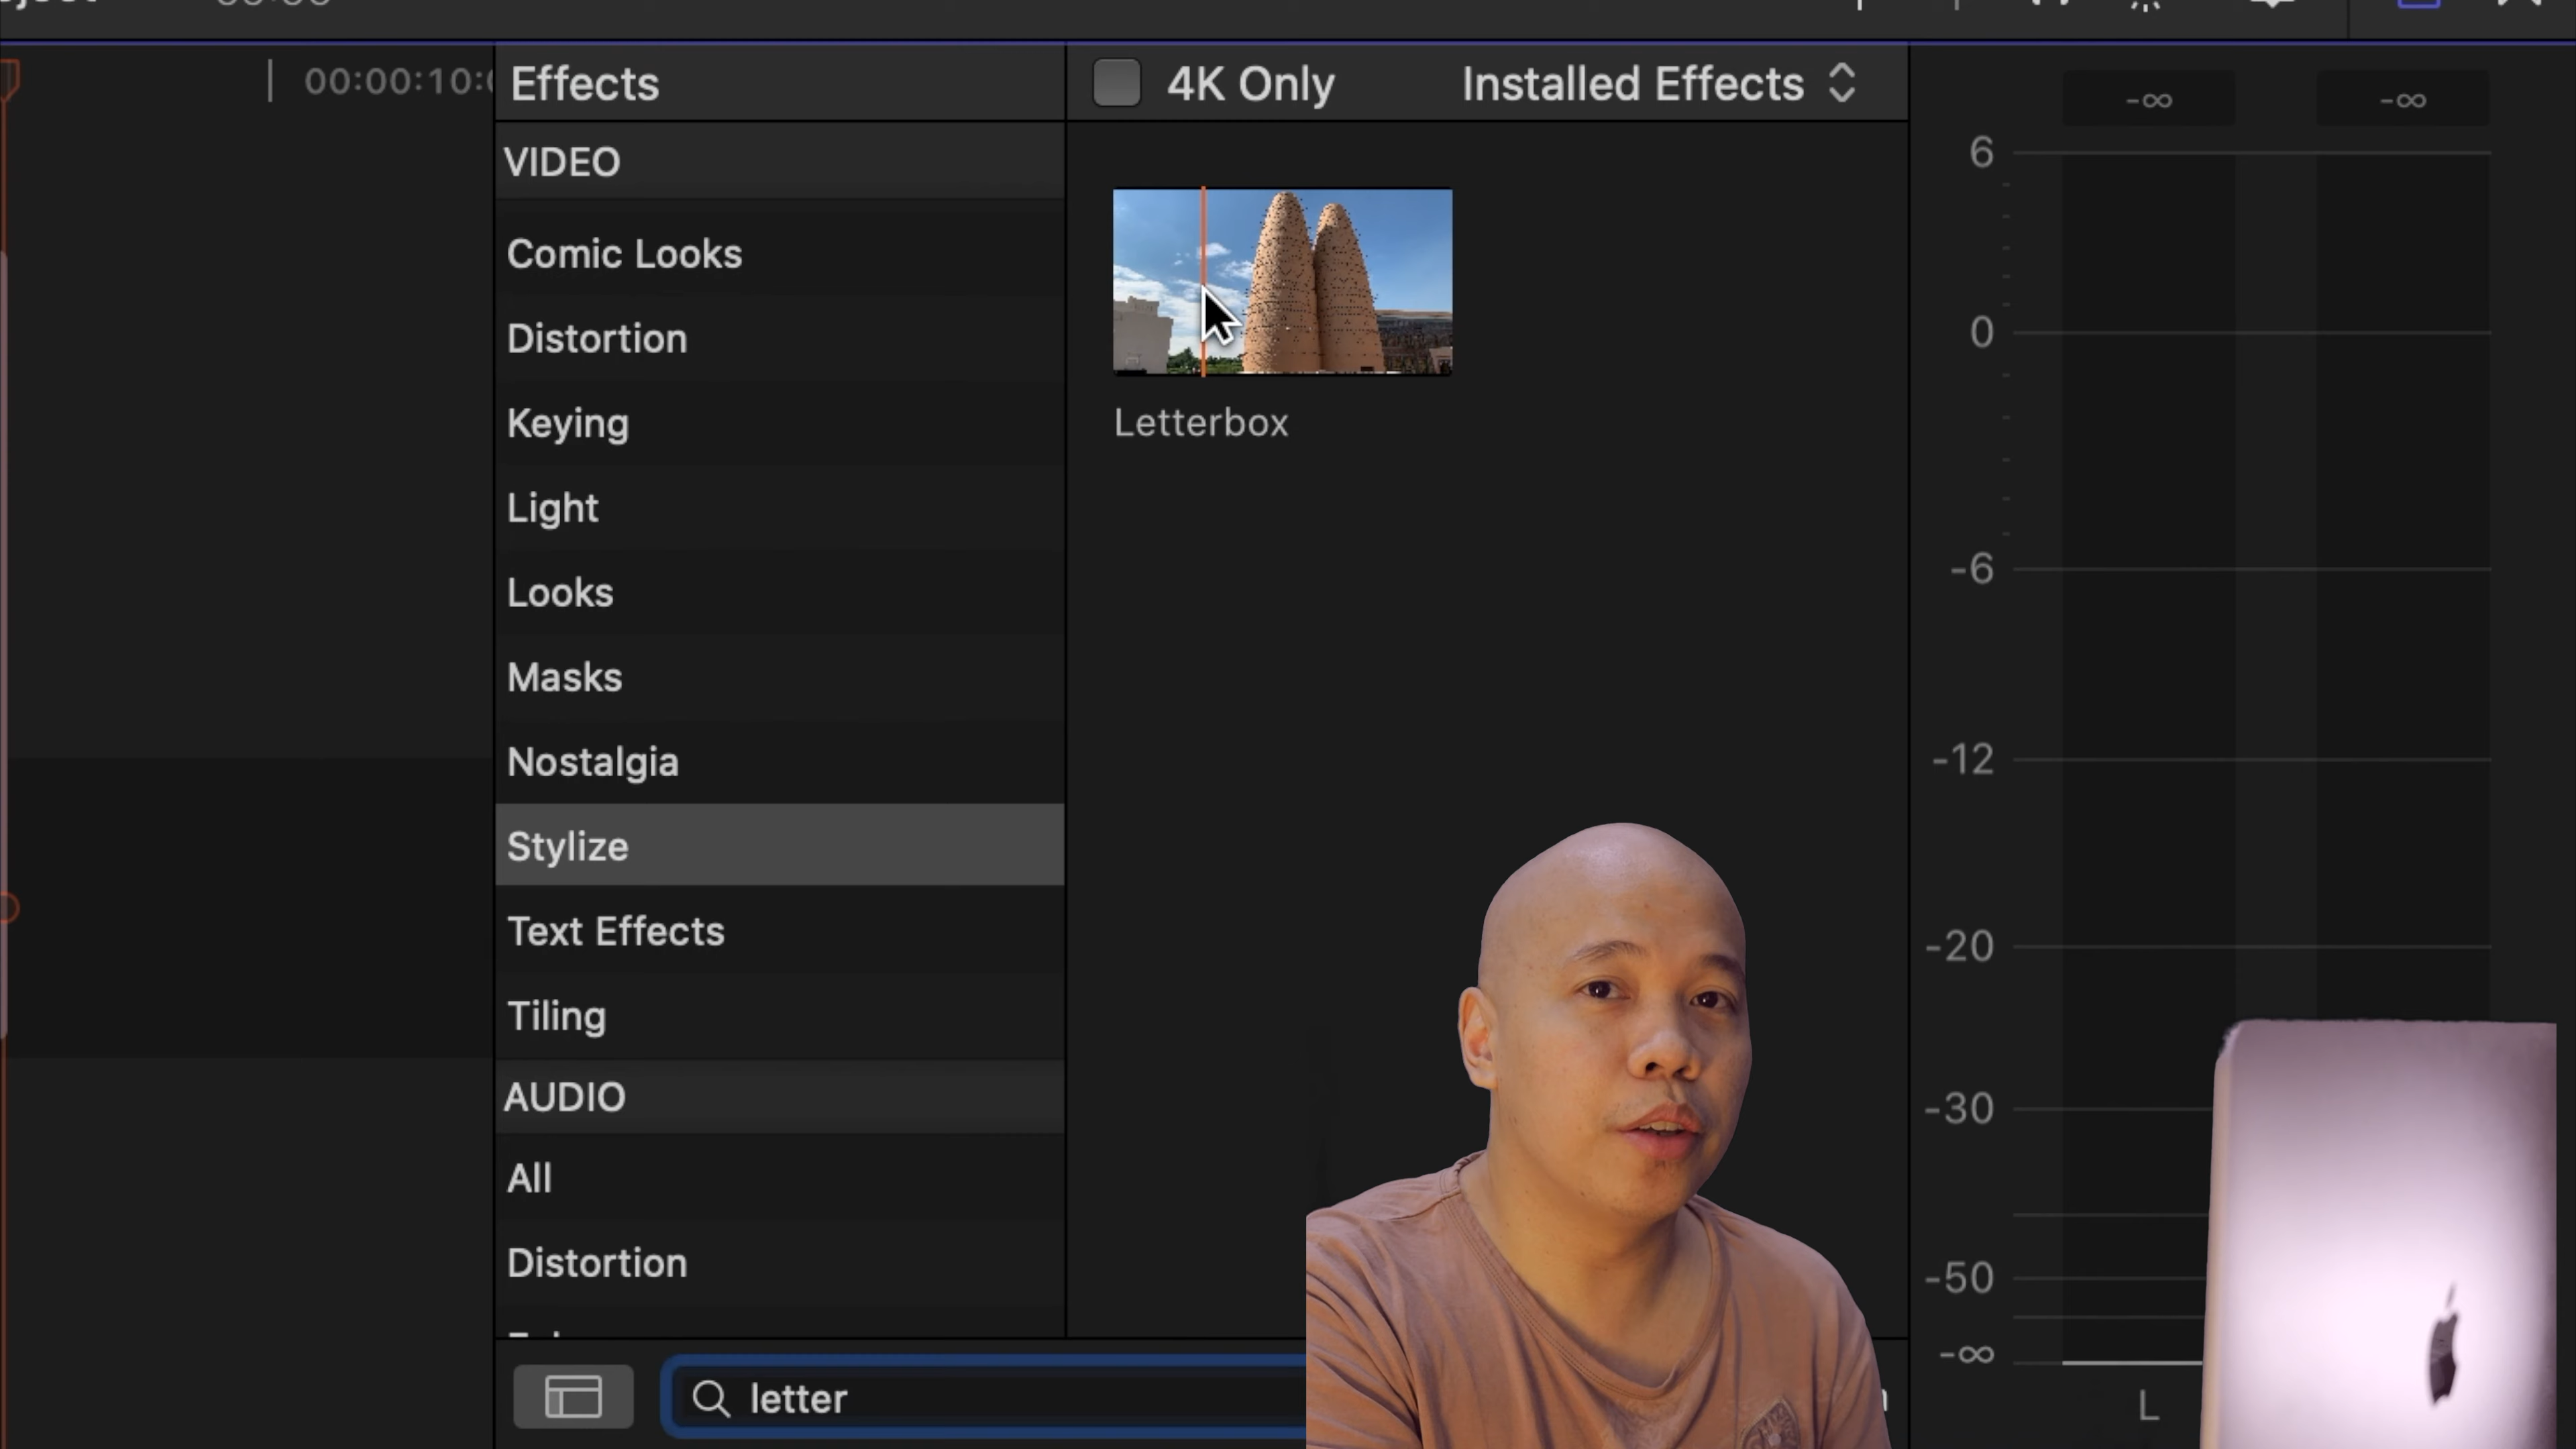 00:00:10:
Effects
4K Only
Installed Effects
VIDEO
Comic Looks
Distortion
Keying
Light
Looks
Masks
Nostalgia
Stylize
Text Effects
Tiling
AUDIO
All
Distortion
letter
Letterbox
-∞ -∞
6
0
-6
-12
-20
-30
-50
-∞
L